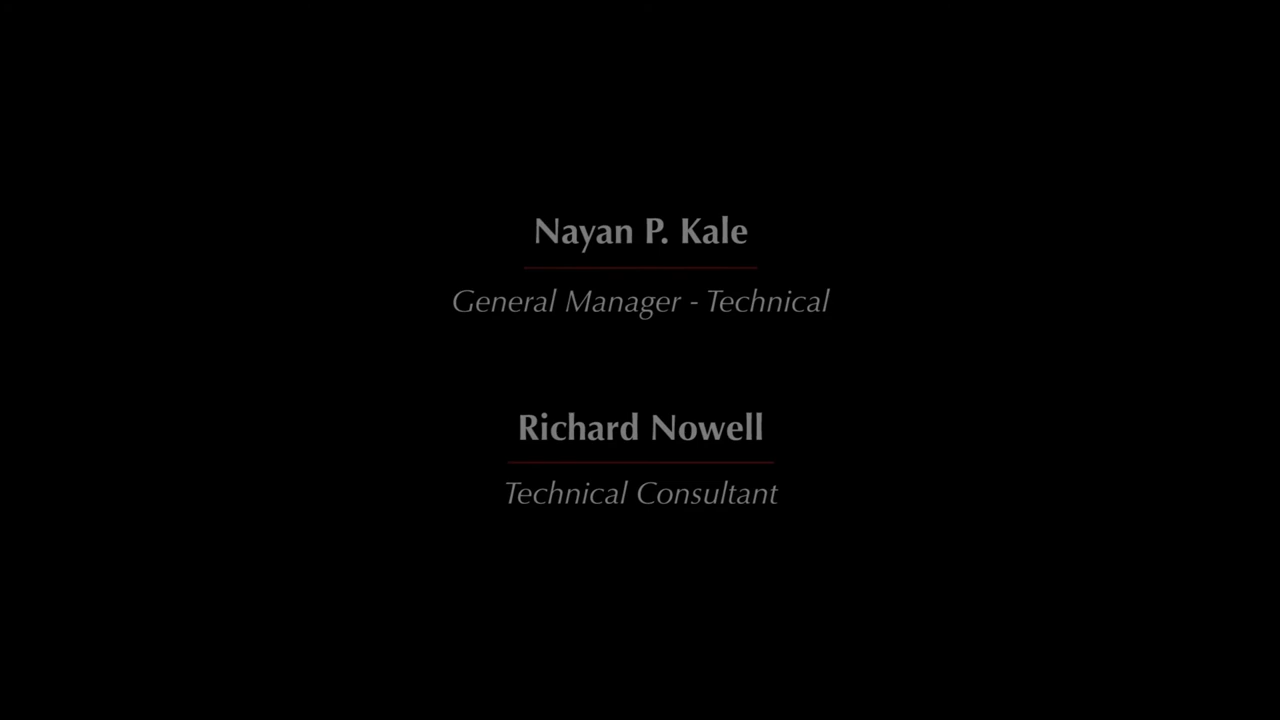 Nayan P. Kale
General Manager - Technical
Richard Nowell
Technical Consultant